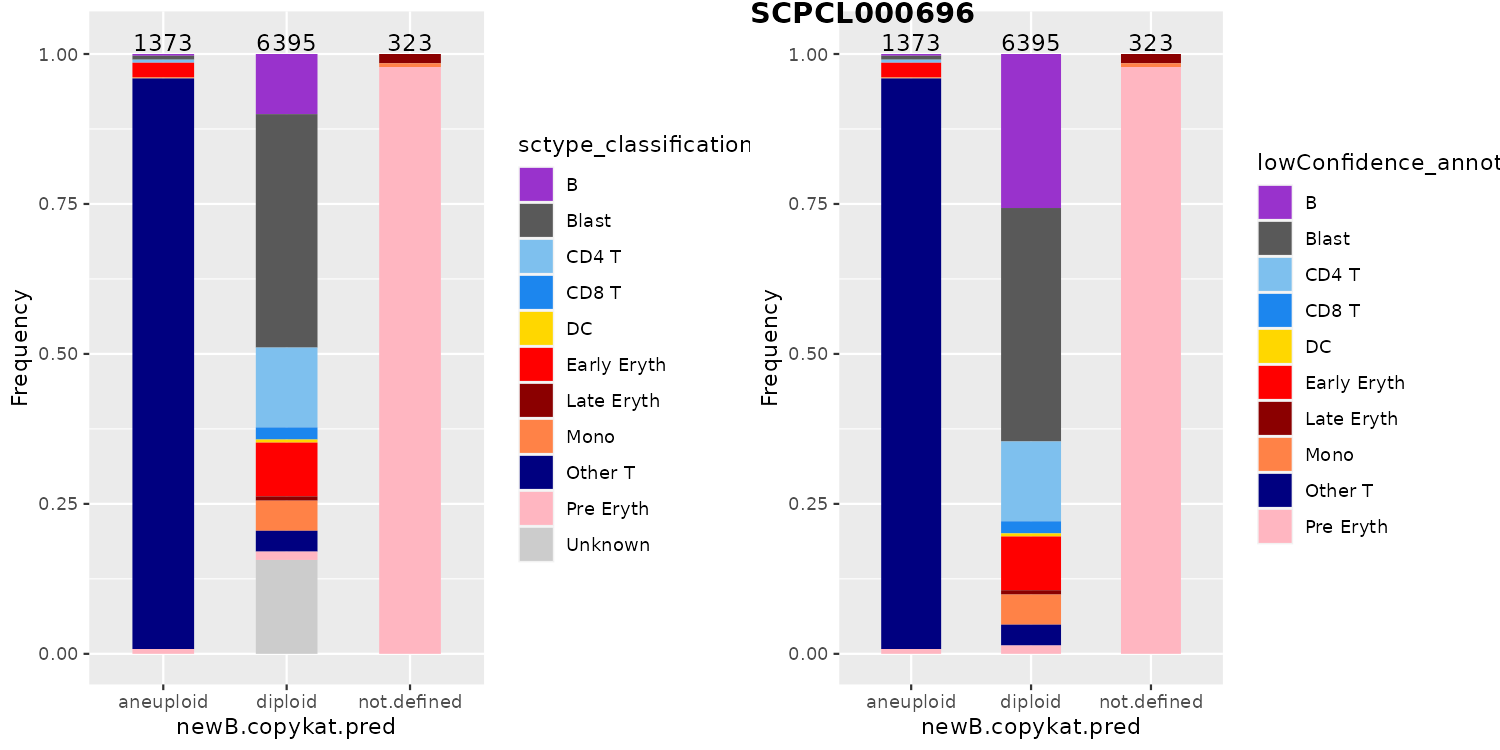 SCPCL000696
1373
6395
323
1.00
0.75
0.50
0.25
0.00
Frequency
aneuploid
diploid
not.defined
newB.copykat.pred
sctype_classification
B
Blast
CD4 T
CD8 T
DC
Early Eryth
Late Eryth
Mono
Other T
Pre Eryth
Unknown
1373
6395
323
1.00
0.75
0.50
0.25
0.00
Frequency
aneuploid
diploid
not.defined
newB.copykat.pred
lowConfidence_annot
B
Blast
CD4 T
CD8 T
DC
Early Eryth
Late Eryth
Mono
Other T
Pre Eryth